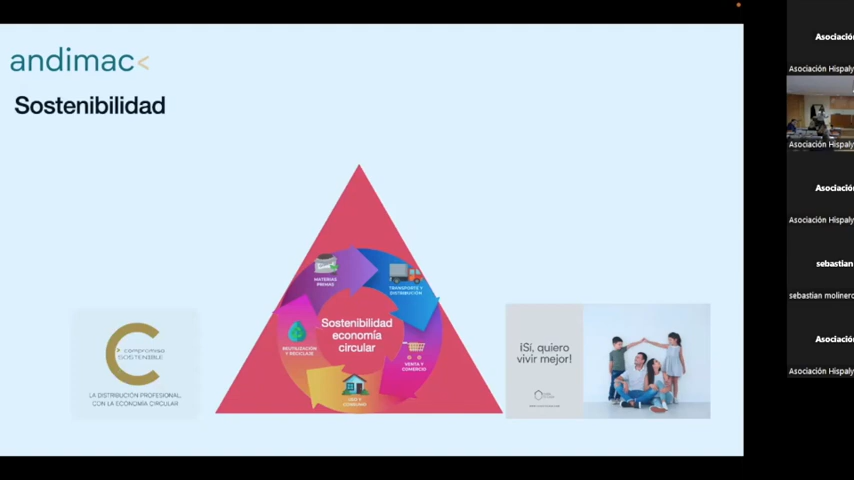 andimac<
Sostenibilidad
MATERIAS
PRIMAS
TRANSPORTE Y
DISTRIBUCIÓN
Sostenibilidad
economía
circular
REUTILIZACIÓN
Y RECICLAJE
VENTA Y
COMERCIO
USO Y
compromiso
SOSTENIBLE
LA DISTRIBUCIÓN PROFESIONAL,
CON LA ECONOMÍA CIRCULAR
¡Sí, quiero
vivir mejor!
Asociación
Asociación Hispaly
Asociación Hispaly
Asociación
Asociación Hispaly
sebastian
sebastian molinero
Asociación
Asociación Hispaly